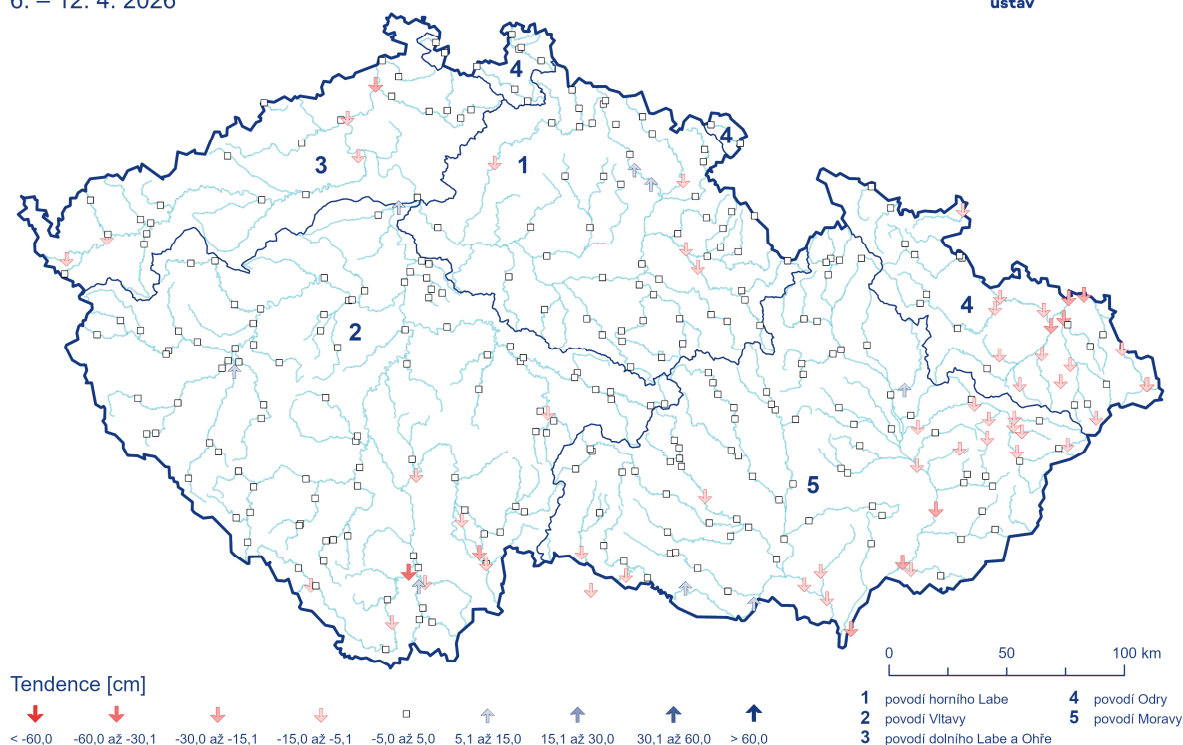 6. – 12. 4. 2026
ústav
4
4
3
1
4
2
5
0 50 100 km
Tendence [cm]
< -60,0 -60,0 až -30,1 -30,0 až -15,1 -15,0 až -5,1 -5,0 až 5,0 5,1 až 15,0 15,1 až 30,0 30,1 až 60,0 > 60,0
1 povodí horního Labe
2 povodí Vltavy
3 povodí dolního Labe a Ohře
4 povodí Odry
5 povodí Moravy